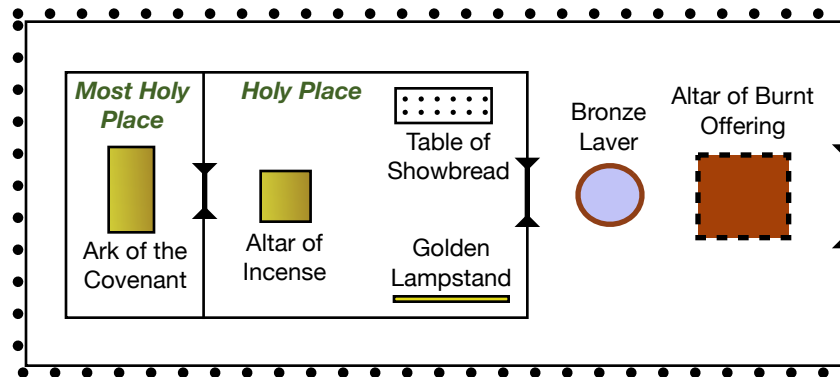 Most Holy
Place
Ark of the
Covenant
Holy Place
Altar of
Incense
Table of
Showbread
Golden
Lampstand
Bronze
Laver
Altar of Burnt
Offering